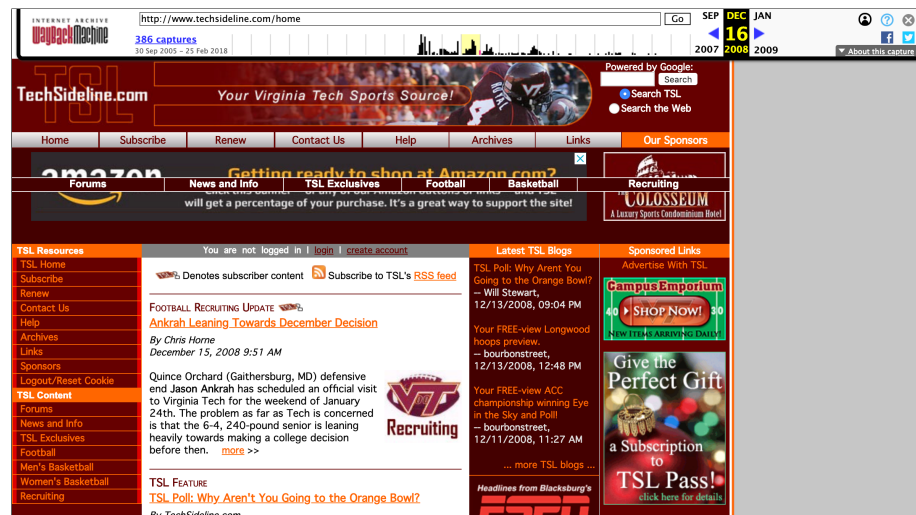 INTERNET ARCHIVE
WayBackMachine
http://www.techsideline.com/home
Go
SEP DEC JAN
16
2007 2008 2009
386 captures
30 Sep 2005 – 25 Feb 2018
About this capture
TSL
TechSideline.com
Your Virginia Tech Sports Source!
Powered by Google:
Search
Search TSL
Search the Web
Home Subscribe Renew Contact Us Help Archives Links Our Sponsors
amazon
Getting ready to shop at Amazon.com?
Forums News and Info TSL Exclusives Football Basketball Recruiting
will get a percentage of your purchase. It's a great way to support the site!
COLOSSEUM
A Luxury Sports Condominium Hotel
TSL Resources
TSL Home
Subscribe
Renew
Contact Us
Help
Archives
Links
Sponsors
Logout/Reset Cookie
TSL Content
Forums
News and Info
TSL Exclusives
Football
Men's Basketball
Women's Basketball
Recruiting
You are not logged in | login | create account
Denotes subscriber content Subscribe to TSL's RSS feed
FOOTBALL RECRUITING UPDATE
Ankrah Leaning Towards December Decision
By Chris Horne
December 15, 2008 9:51 AM
Quince Orchard (Gaithersburg, MD) defensive
end Jason Ankrah has scheduled an official visit
to Virginia Tech for the weekend of January
24th. The problem as far as Tech is concerned
is that the 6-4, 240-pound senior is leaning
heavily towards making a college decision
before then. more >>
Recruiting
TSL FEATURE
TSL Poll: Why Aren't You Going to the Orange Bowl?
By TechSideline.com
Latest TSL Blogs
TSL Poll: Why Arent You
Going to the Orange Bowl?
-- Will Stewart,
12/13/2008, 09:04 PM
Your FREE-view Longwood
hoops preview.
-- bourbonstreet,
12/13/2008, 12:48 PM
Your FREE-view ACC
championship winning Eye
in the Sky and Poll!
-- bourbonstreet,
12/11/2008, 11:27 AM
... more TSL blogs ...
Headlines from Blacksburg's
ESPN
Sponsored Links
Advertise With TSL
CAMPUS EMPORIUM
40 SHOP NOW! 30
NEW ITEMS ARRIVING DAILY!
Give the
Perfect Gift
a Subscription
to
TSL Pass!
click here for details